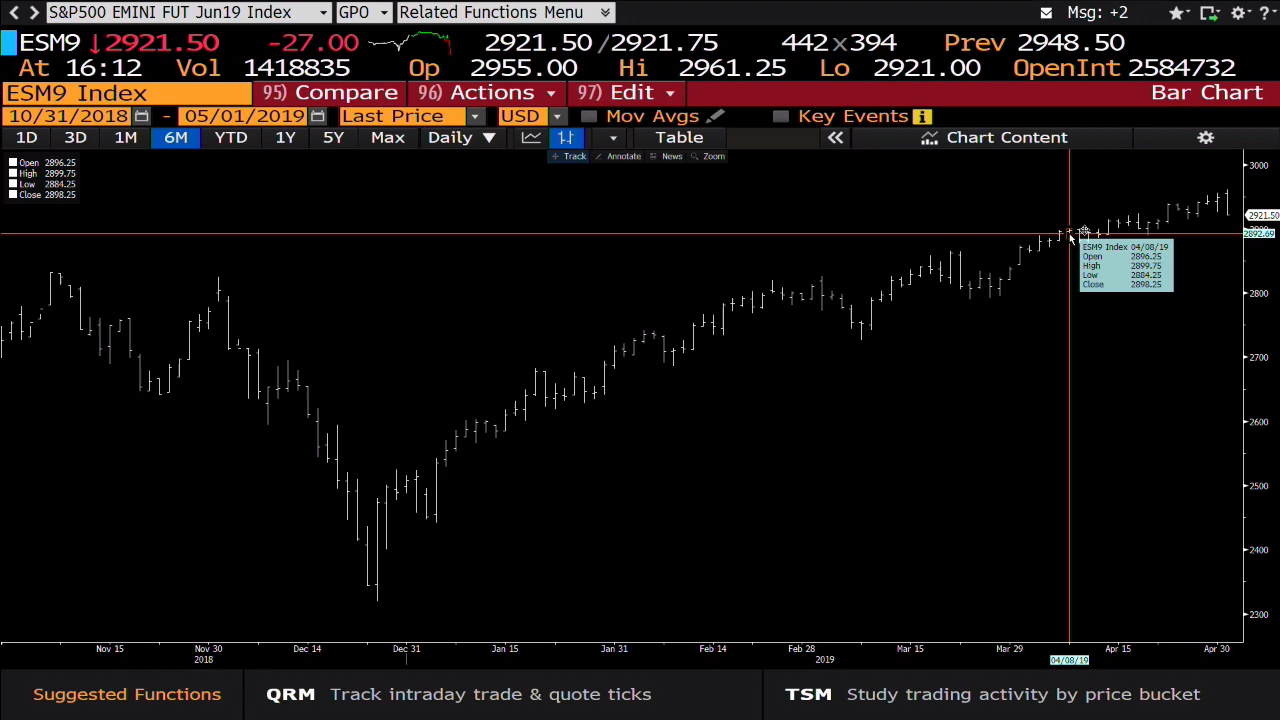 S&P500 EMINI FUT Jun19 Index GPO Related Functions Menu Msg: +2 ?
ESM9 ↓2921.50 -27.00 2921.50/2921.75 442x394 Prev 2948.50
At 16:12 Vol 1418835 Op 2955.00 Hi 2961.25 Lo 2921.00 OpenInt 2584732
ESM9 Index 95) Compare 96) Actions 97) Edit Bar Chart
10/31/2018 - 05/01/2019 Last Price USD Mov Avgs Key Events i
1D 3D 1M 6M YTD 1Y 5Y Max Daily ▼ Table « Chart Content
Track Annotate News Zoom
Open 2896.25
High 2899.75
Low 2884.25
Close 2898.25
3000
2921.50
2892.69
ESM9 Index 04/08/19
Open 2896.25
High 2899.75
Low 2884.25
Close 2898.25
2800
2700
2600
2500
2400
2300
Nov 15 Nov 30 Dec 14 Dec 31 Jan 15 Jan 31 Feb 14 Feb 28 Mar 15 Mar 29 Apr 15 Apr 30
2018 2019 04/08/19
Suggested Functions QRM Track intraday trade & quote ticks TSM Study trading activity by price bucket